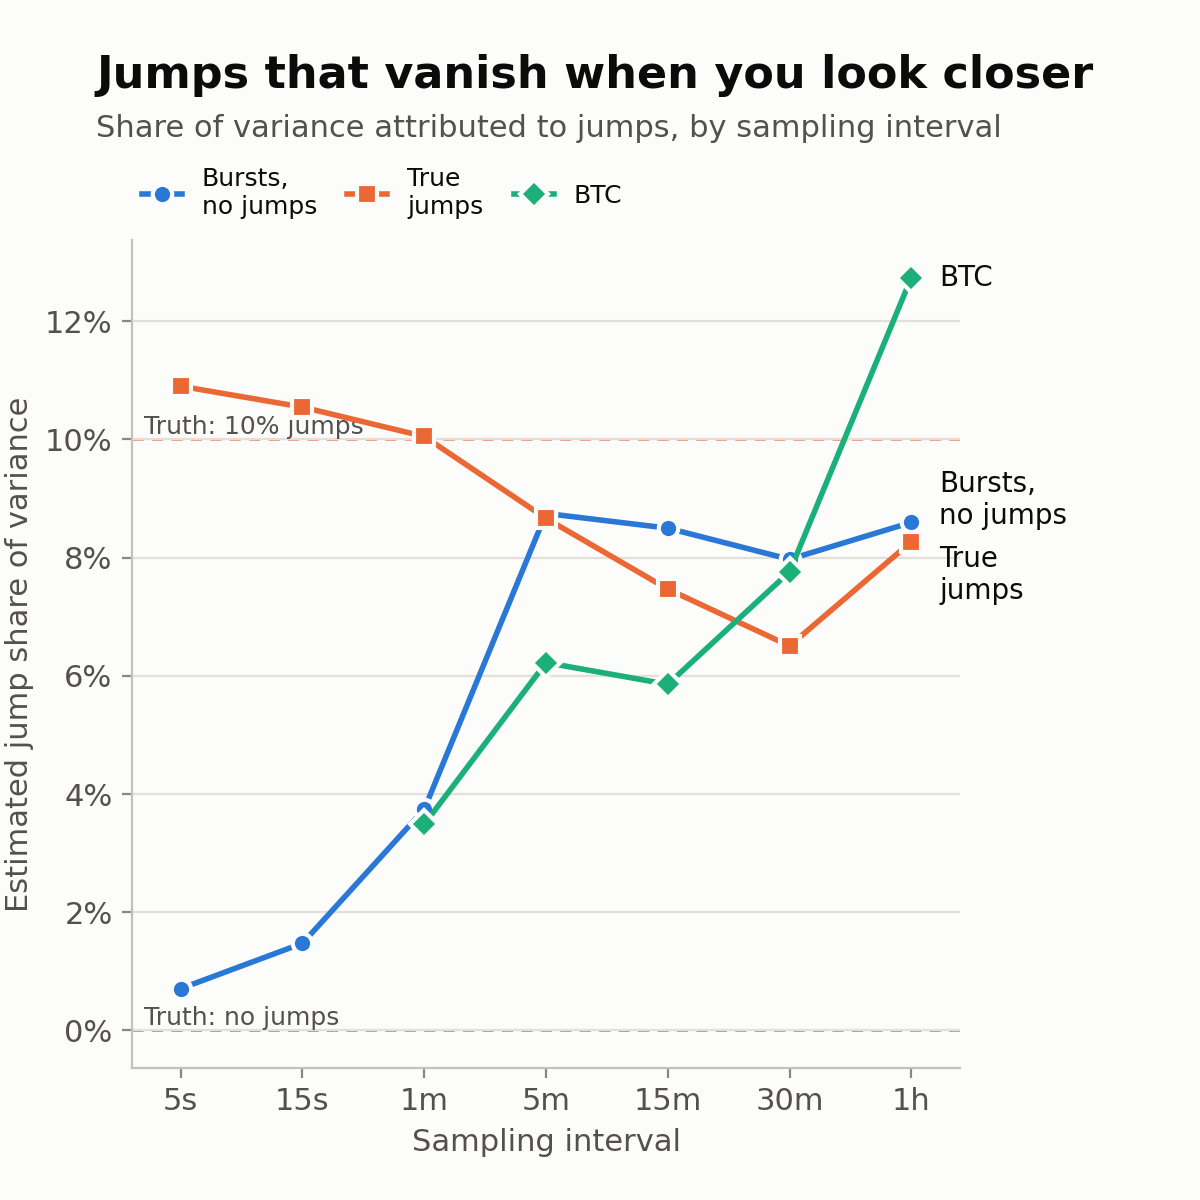 Jumps that vanish when you look closer
Share of variance attributed to jumps, by sampling interval
Bursts,
no jumps
True
jumps
BTC
Estimated jump share of variance
12%
10%
8%
6%
4%
2%
0%
Truth: 10% jumps
Truth: no jumps
BTC
Bursts,
no jumps
True
jumps
5s
15s
1m
5m
15m
30m
1h
Sampling interval